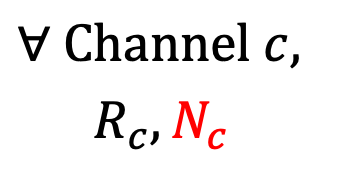 ∀ Channel 𝑐,
𝑅𝑐, 𝑁𝑐